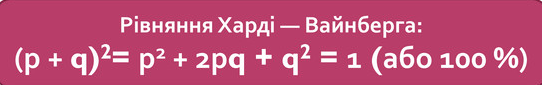 Рівняння Харді — Вайнберга:
(p + q)²= p² + 2pq + q² = 1 (або 100 %)